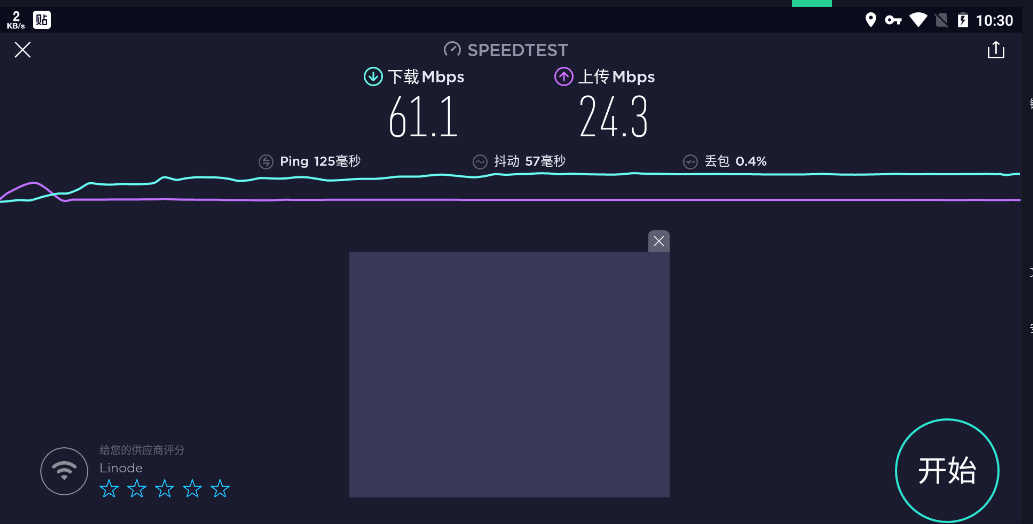 2
KB/s
贴
10:30
SPEEDTEST
下载 Mbps
上传 Mbps
61.1
24.3
Ping 125毫秒
抖动 57毫秒
丢包 0.4%
给您的供应商评分
Linode
开始